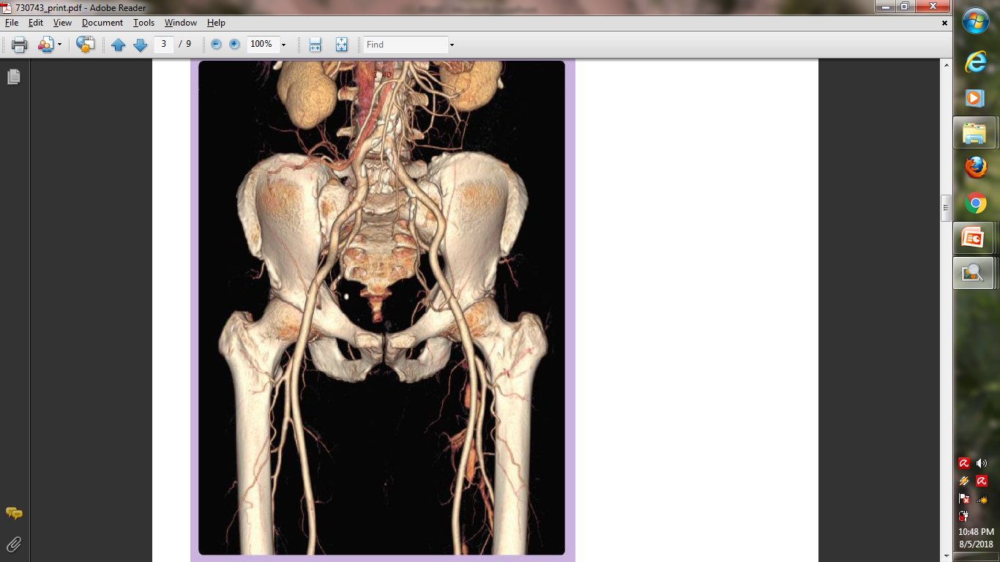 730743_print.pdf - Adobe Reader
File Edit View Document Tools Window Help
3 / 9 100% Find
10:48 PM
8/5/2018